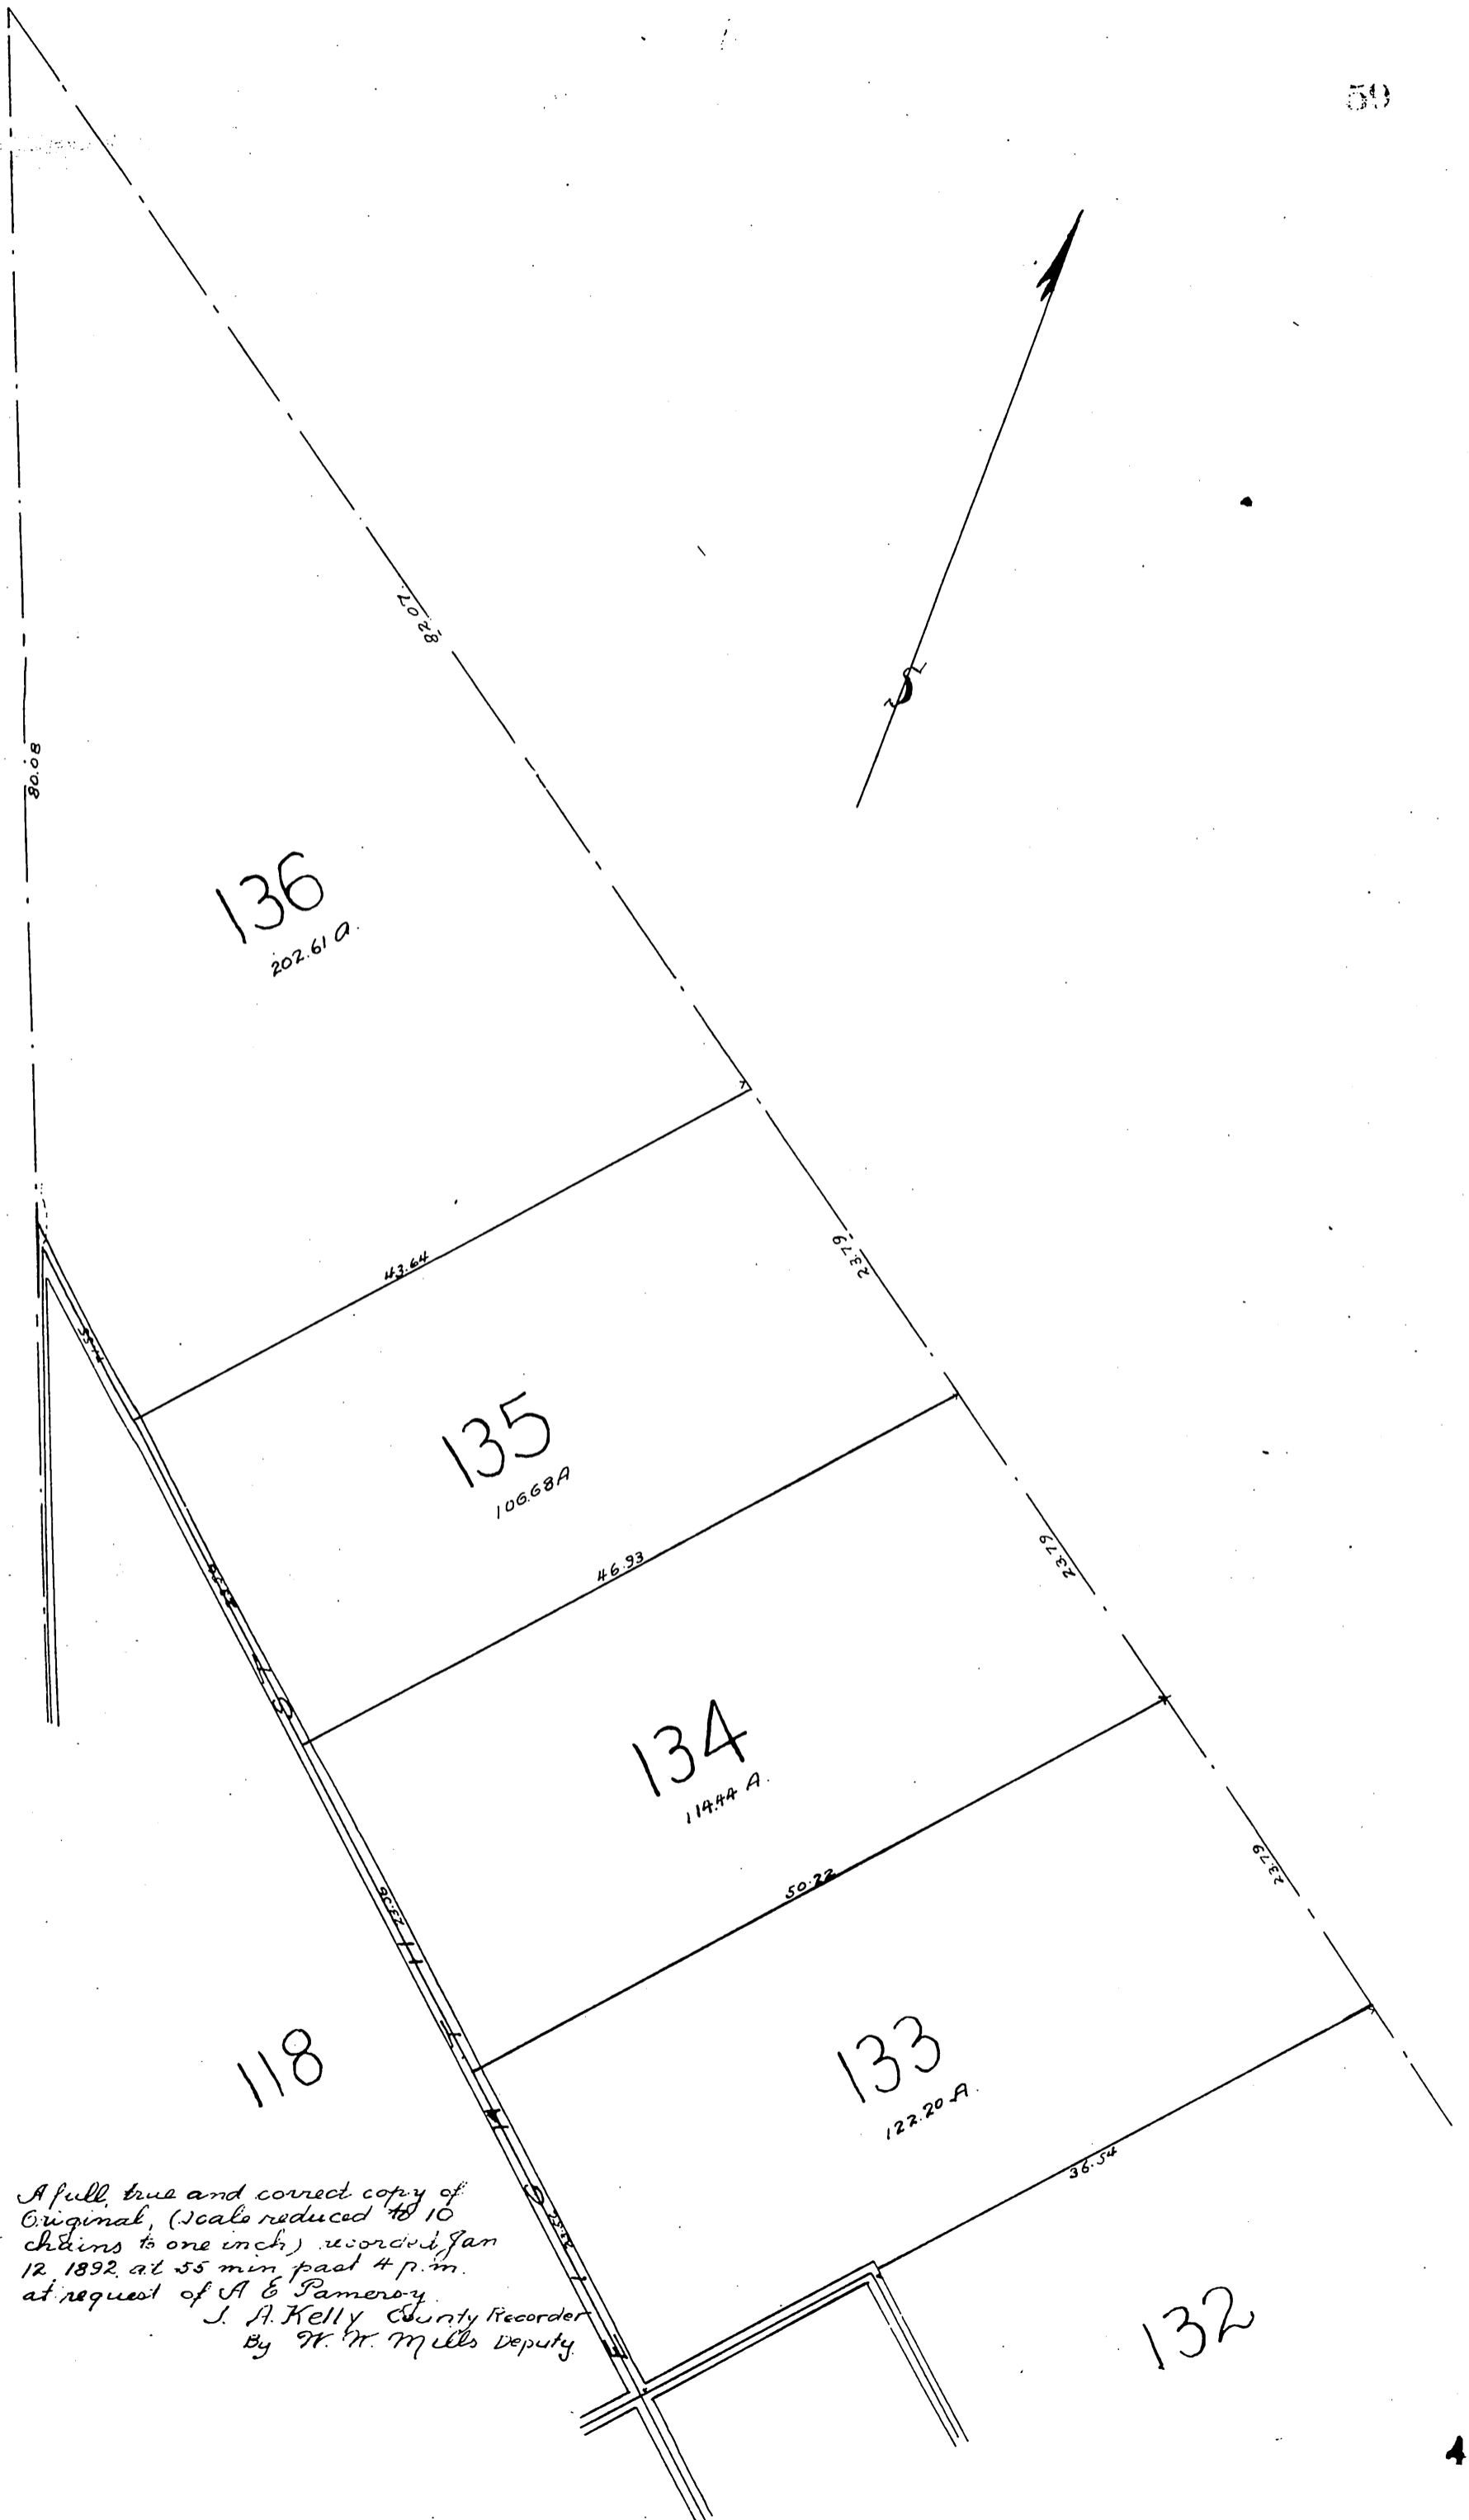 50
82.07
80.08
136
202.61 A.
43.64
23.79
135
106.68 A
46.93
23.79
134
114.44 A.
23.56
50.22
23.79
118
133
122.20 A.
36.54
132
A full, true and correct copy of
Original, (scale reduced to 10
chains to one inch) recorded Jan
12, 1892, at 55 min past 4 p.m.
at request of A E Pameroy
J. A. Kelly County Recorder
By W. W. Mills Deputy.